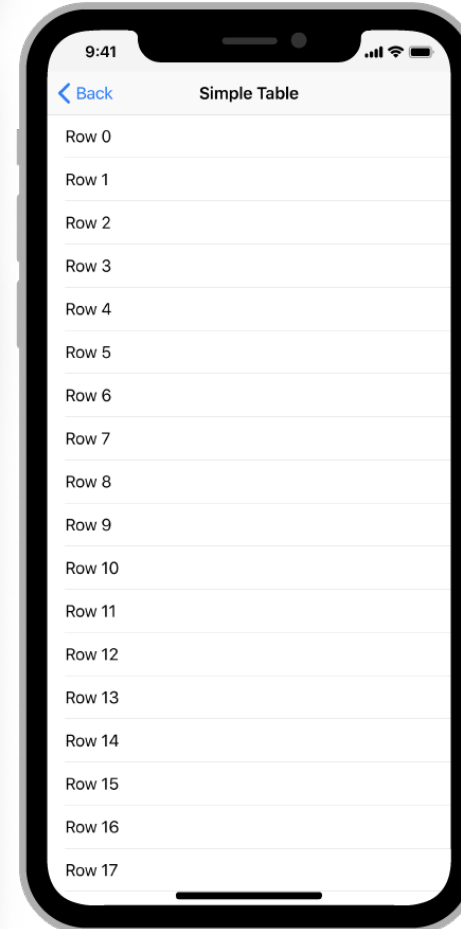 9:41
Back Simple Table
Row 0
Row 1
Row 2
Row 3
Row 4
Row 5
Row 6
Row 7
Row 8
Row 9
Row 10
Row 11
Row 12
Row 13
Row 14
Row 15
Row 16
Row 17